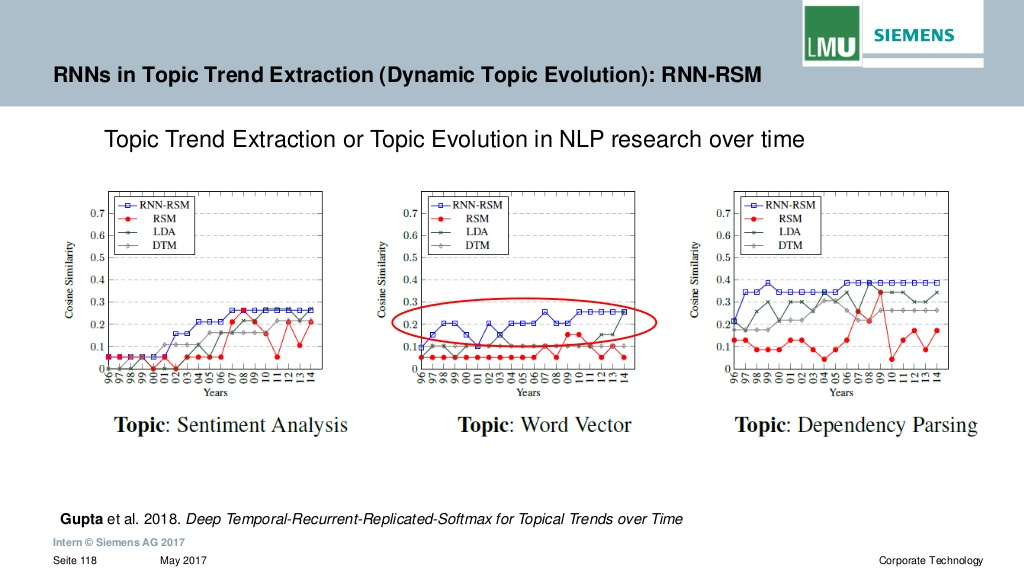 LMU
SIEMENS
RNNs in Topic Trend Extraction (Dynamic Topic Evolution): RNN-RSM
Topic Trend Extraction or Topic Evolution in NLP research over time
RNN-RSM
RSM
LDA
DTM
0.7
0.6
0.5
0.4
0.3
0.2
0.1
0
Cosine Similarity
96 97 98 99 00 01 02 03 04 05 06 07 08 09 10 11 12 13 14
Years
Topic: Sentiment Analysis
RNN-RSM
RSM
LDA
DTM
0.7
0.6
0.5
0.4
0.3
0.2
0.1
0
Cosine Similarity
96 97 98 99 00 01 02 03 04 05 06 07 08 09 10 11 12 13 14
Years
Topic: Word Vector
RNN-RSM
RSM
LDA
DTM
0.7
0.6
0.5
0.4
0.3
0.2
0.1
0
Cosine Similarity
96 97 98 99 00 01 02 03 04 05 06 07 08 09 10 11 12 13 14
Years
Topic: Dependency Parsing
Gupta et al. 2018. Deep Temporal-Recurrent-Replicated-Softmax for Topical Trends over Time
Intern © Siemens AG 2017
Seite 118 May 2017 Corporate Technology